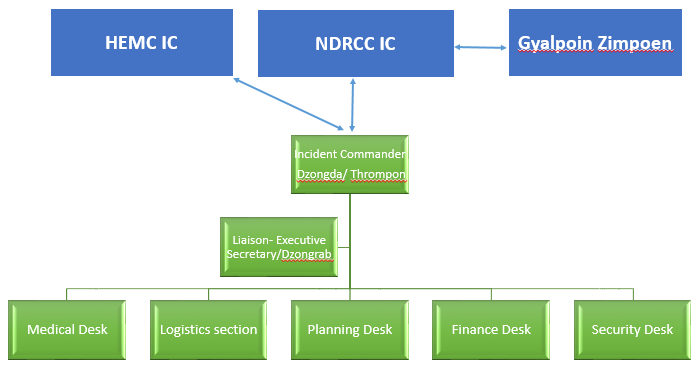 HEMC IC
NDRCC IC
Gyalpoin Zimpoen
Incident Commander
Dzongda/ Thrompon
Liaison- Executive
Secretary/Dzongrab
Medical Desk
Logistics section
Planning Desk
Finance Desk
Security Desk